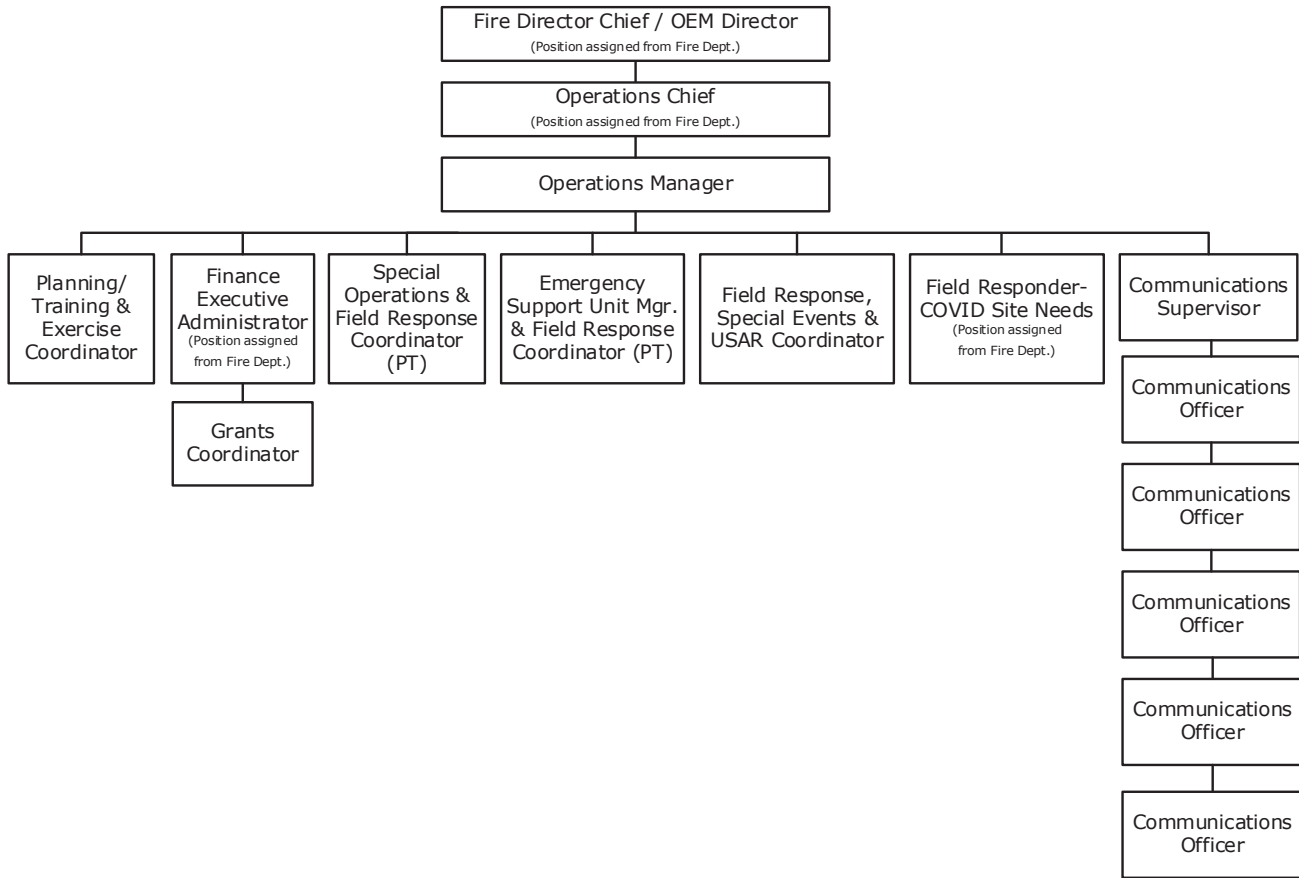 Fire Director Chief / OEM Director
(Position assigned from Fire Dept.)
Operations Chief
(Position assigned from Fire Dept.)
Operations Manager
Planning/
Training &
Exercise
Coordinator
Finance
Executive
Administrator
(Position assigned
from Fire Dept.)
Special
Operations &
Field Response
Coordinator
(PT)
Emergency
Support Unit Mgr.
& Field Response
Coordinator (PT)
Field Response,
Special Events &
USAR Coordinator
Field Responder-
COVID Site Needs
(Position assigned
from Fire Dept.)
Communications
Supervisor
Grants
Coordinator
Communications
Officer
Communications
Officer
Communications
Officer
Communications
Officer
Communications
Officer